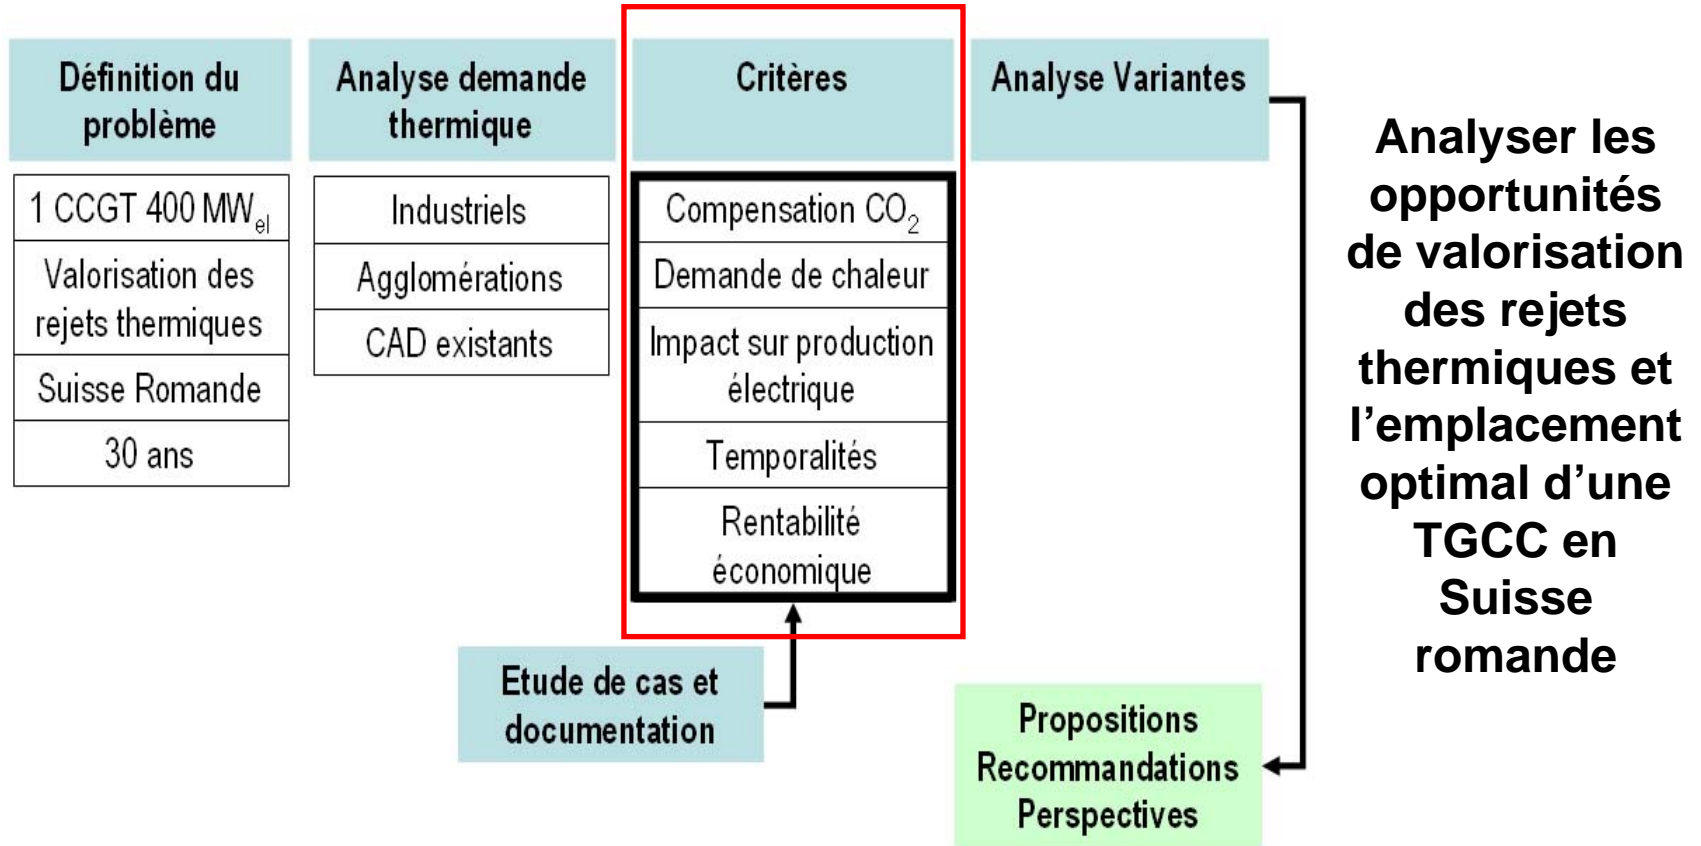 Définition du
problème
1 CCGT 400 MWel
Valorisation des
rejets thermiques
Suisse Romande
30 ans
Analyse demande
thermique
Industriels
Agglomérations
CAD existants
Critères
Compensation CO2
Demande de chaleur
Impact sur production
électrique
Temporalités
Rentabilité
économique
Analyse Variantes
Etude de cas et
documentation
Propositions
Recommandations
Perspectives
Analyser les
opportunités
de valorisation
des rejets
thermiques et
l’emplacement
optimal d’une
TGCC en
Suisse
romande